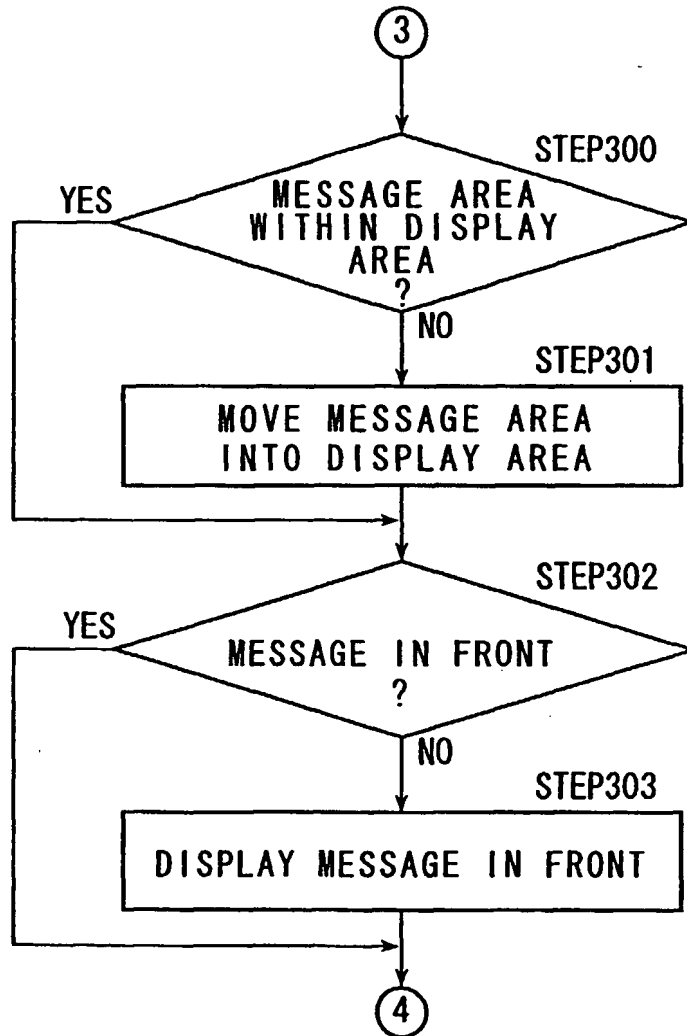 3
STEP300
YES
MESSAGE AREA
WITHIN DISPLAY
AREA
?
NO
STEP301
MOVE MESSAGE AREA
INTO DISPLAY AREA
STEP302
YES
MESSAGE IN FRONT
?
NO
STEP303
DISPLAY MESSAGE IN FRONT
4